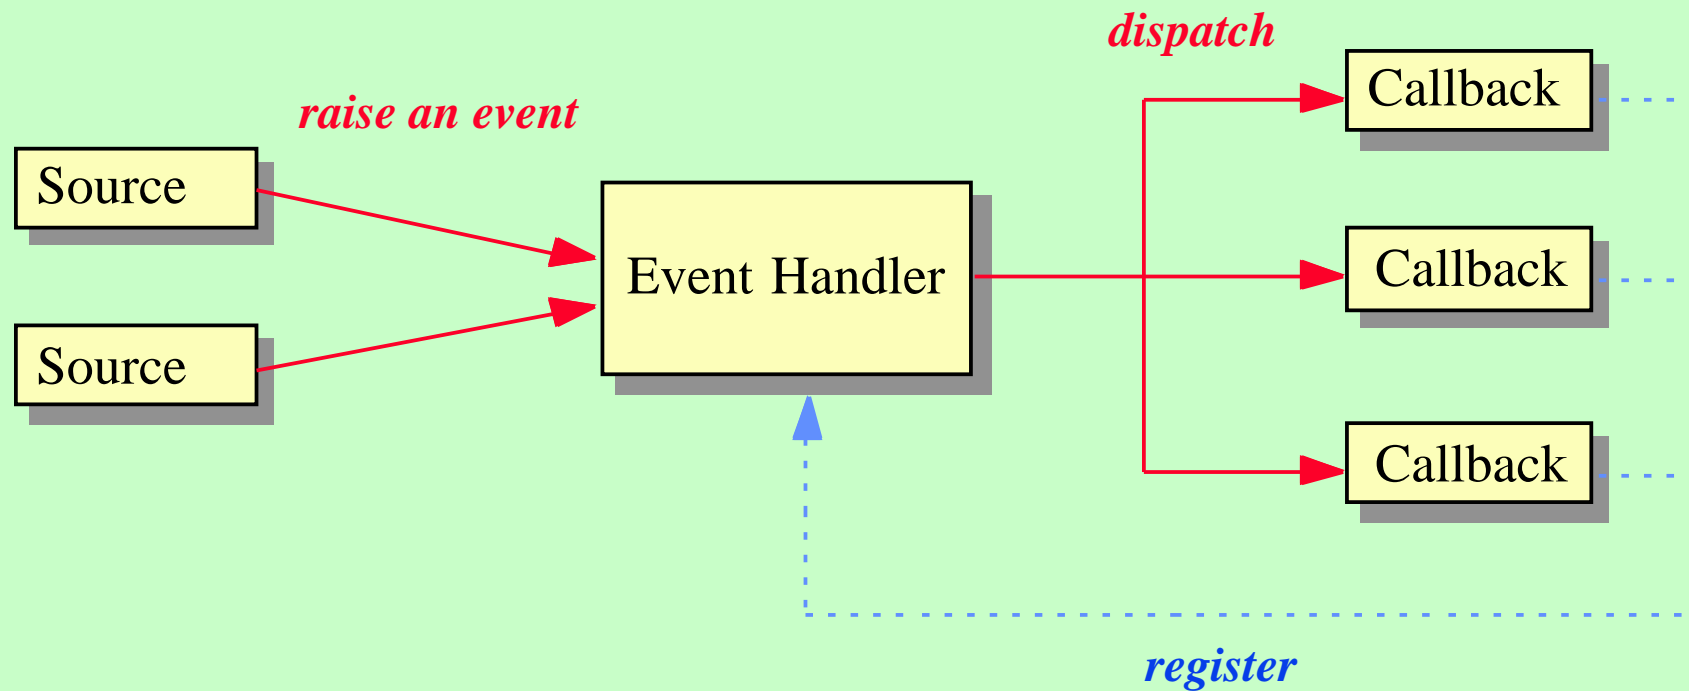 dispatch
Callback
raise an event
Source
Event Handler
Callback
Source
Callback
register